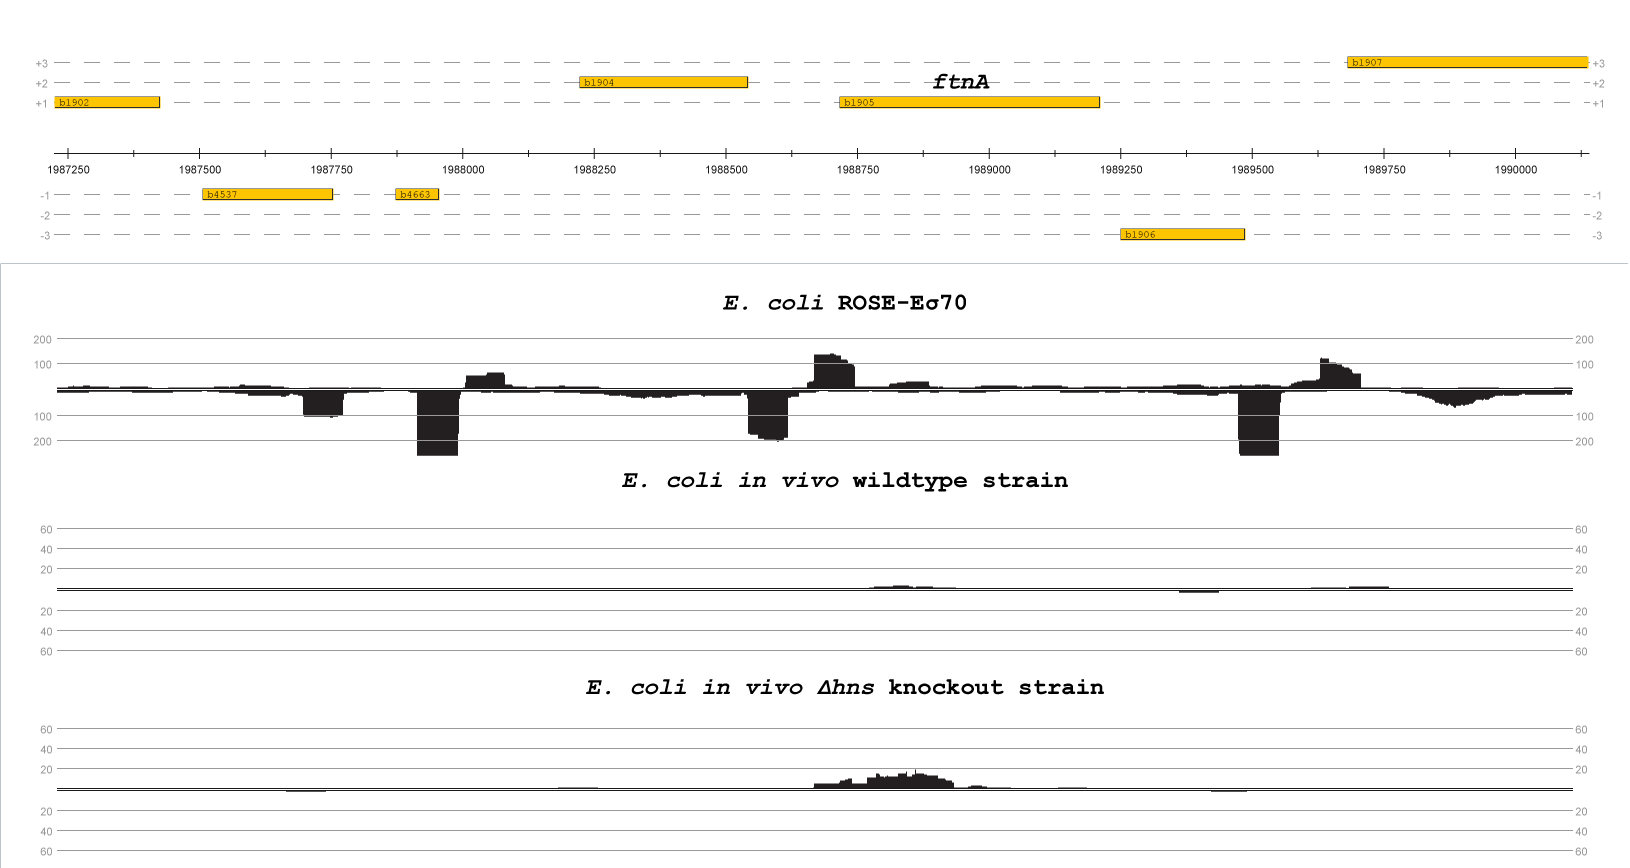 +3 b1907 +3
+2 b1904 ftnA +2
+1 b1902 b1905 +1
1987250 1987500 1987750 1988000 1988250 1988500 1988750 1989000 1989250 1989500 1989750 1990000
-1 b4537 b4663 -1
-2 -2
-3 b1906 -3
E. coli ROSE-Eσ70
200 200
100 100
100 100
200 200
E. coli in vivo wildtype strain
60 60
40 40
20 20
20 20
40 40
60 60
E. coli in vivo Δhns knockout strain
60 60
40 40
20 20
20 20
40 40
60 60